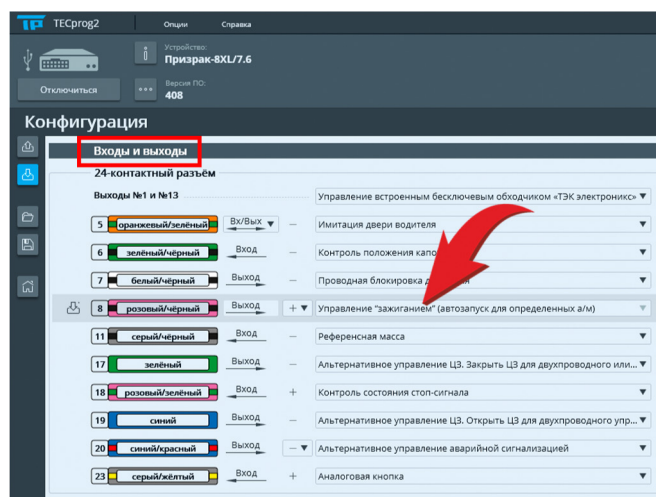 TP TECprog2 Опции Справка
Устройство:
Призрак-8XL/7.6
Отключиться
Версия ПО:
408
Конфигурация
Входы и выходы
24-контактный разъём
Выходы №1 и №13 Управление встроенным бесключевым обходчиком «ТЭК электроникс»
5 оранжевый/зелёный Вх/Вых – Имитация двери водителя
6 зелёный/чёрный Вход – Контроль положения
7 белый/чёрный Выход – Проводная блокировка
8 розовый/чёрный Выход + Управление "зажиганием" (автозапуск для определенных а/м)
11 серый/чёрный Вход – Референсная масса
17 зелёный Выход – Альтернативное управление ЦЗ. Закрыть ЦЗ для двухпроводного или...
18 розовый/зелёный Вход + Контроль состояния стоп-сигнала
19 синий Выход – Альтернативное управление ЦЗ. Открыть ЦЗ для двухпроводного упр...
20 синий/красный Выход – Альтернативное управление аварийной сигнализацией
23 серый/жёлтый Вход + Аналоговая кнопка